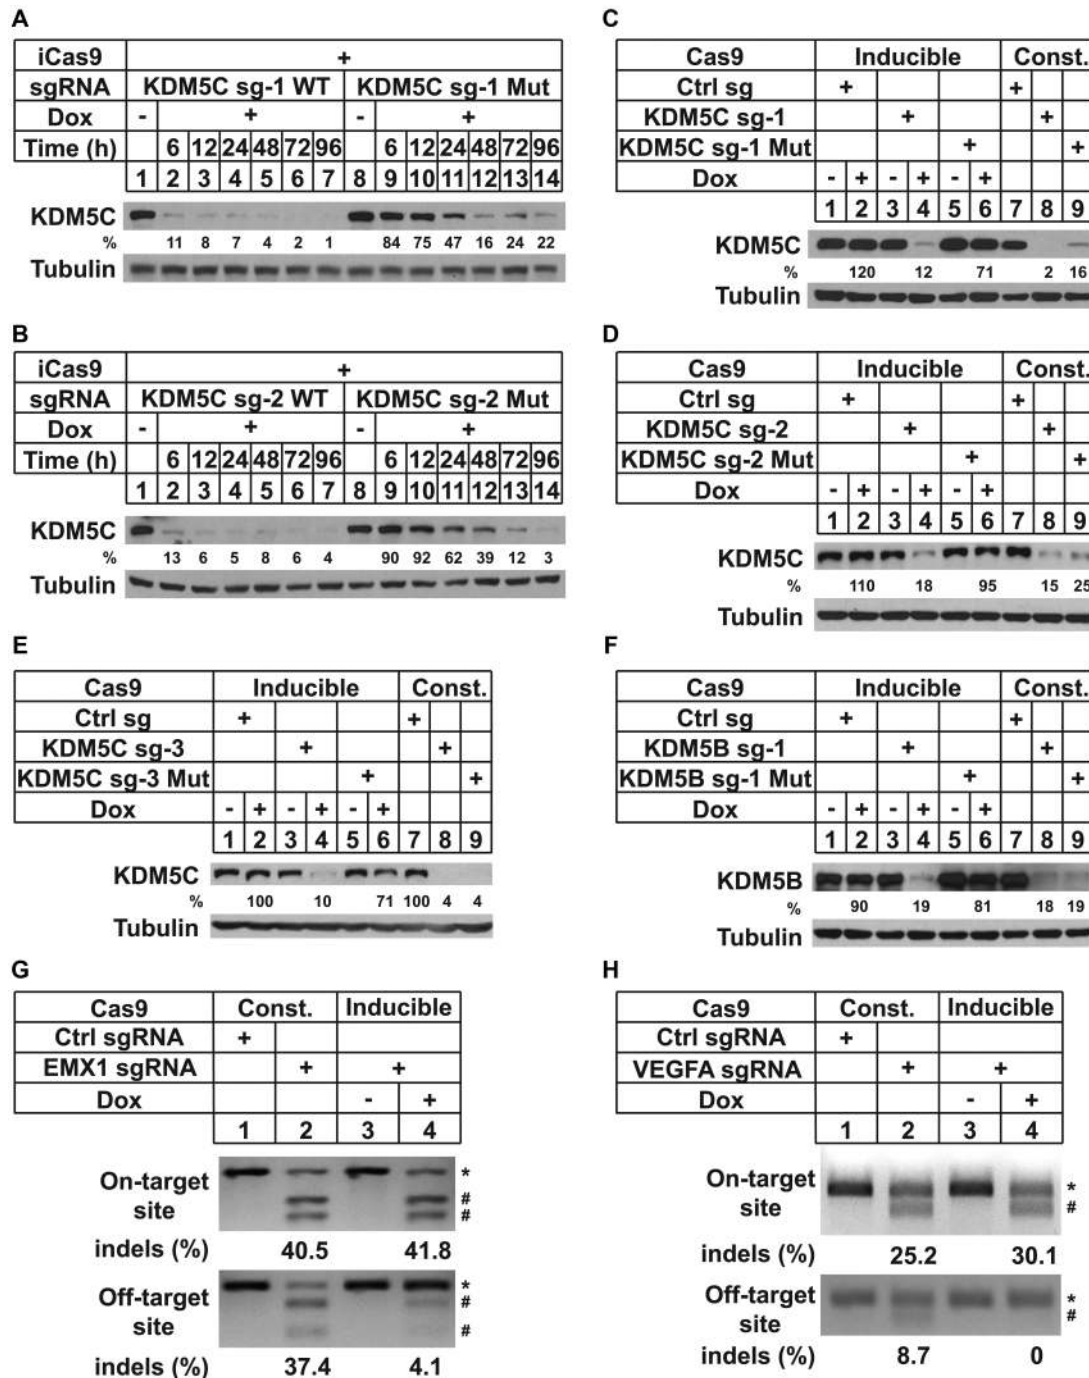 A
iCas9 +
sgRNA KDM5C sg-1 WT KDM5C sg-1 Mut
Dox - + - +
Time (h) 6 12 24 48 72 96 6 12 24 48 72 96
1 2 3 4 5 6 7 8 9 10 11 12 13 14
KDM5C
% 11 8 7 4 2 1 84 75 47 16 24 22
Tubulin
B
iCas9 +
sgRNA KDM5C sg-2 WT KDM5C sg-2 Mut
Dox - + - +
Time (h) 6 12 24 48 72 96 6 12 24 48 72 96
1 2 3 4 5 6 7 8 9 10 11 12 13 14
KDM5C
% 13 6 5 8 6 4 90 92 62 39 12 3
Tubulin
C
Cas9 Inducible Const.
Ctrl sg + +
KDM5C sg-1 + +
KDM5C sg-1 Mut + +
Dox - + - + - +
1 2 3 4 5 6 7 8 9
KDM5C
% 120 12 71 2 16
Tubulin
D
Cas9 Inducible Const.
Ctrl sg + +
KDM5C sg-2 + +
KDM5C sg-2 Mut + +
Dox - + - + - +
1 2 3 4 5 6 7 8 9
KDM5C
% 110 18 95 15 25
Tubulin
E
Cas9 Inducible Const.
Ctrl sg + +
KDM5C sg-3 + +
KDM5C sg-3 Mut + +
Dox - + - + - +
1 2 3 4 5 6 7 8 9
KDM5C
% 100 10 71 100 4 4
Tubulin
F
Cas9 Inducible Const.
Ctrl sg + +
KDM5B sg-1 + +
KDM5B sg-1 Mut + +
Dox - + - + - +
1 2 3 4 5 6 7 8 9
KDM5B
% 90 19 81 18 19
Tubulin
G
Cas9 Const. Inducible
Ctrl sgRNA +
EMX1 sgRNA + +
Dox - +
1 2 3 4
On-target site * # #
indels (%) 40.5 41.8
Off-target site * # #
indels (%) 37.4 4.1
H
Cas9 Const. Inducible
Ctrl sgRNA +
VEGFA sgRNA + +
Dox - +
1 2 3 4
On-target site * #
indels (%) 25.2 30.1
Off-target site * #
indels (%) 8.7 0